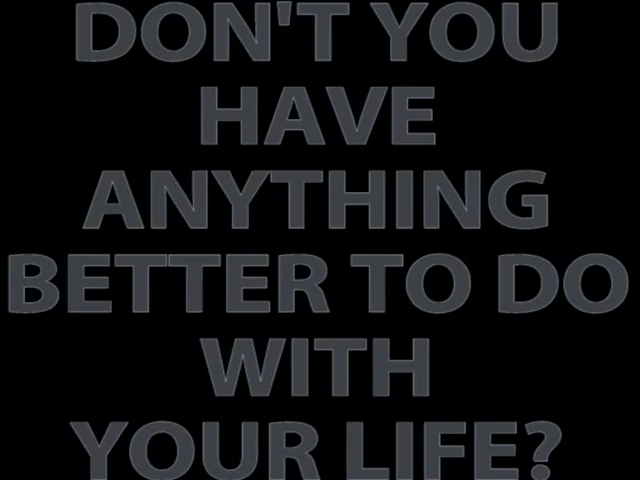 DON'T YOU
HAVE
ANYTHING
BETTER TO DO
WITH
YOUR LIFE?